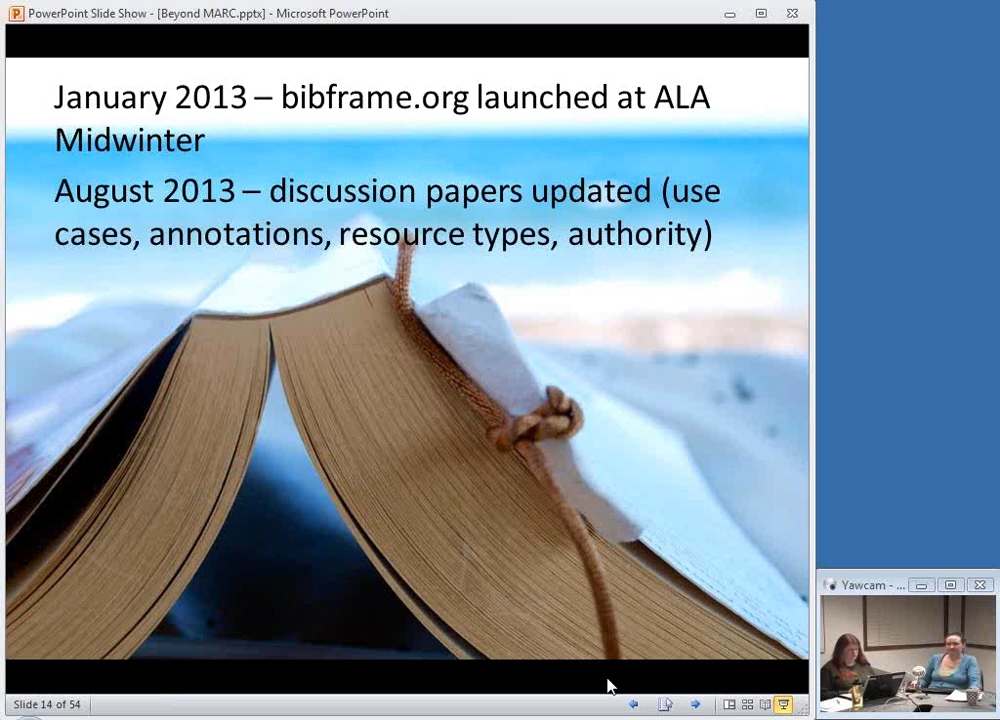 PowerPoint Slide Show - [Beyond MARC.pptx] - Microsoft PowerPoint
January 2013 – bibframe.org launched at ALA
Midwinter
August 2013 – discussion papers updated (use
cases, annotations, resource types, authority)
Yawcam - ...
Slide 14 of 54